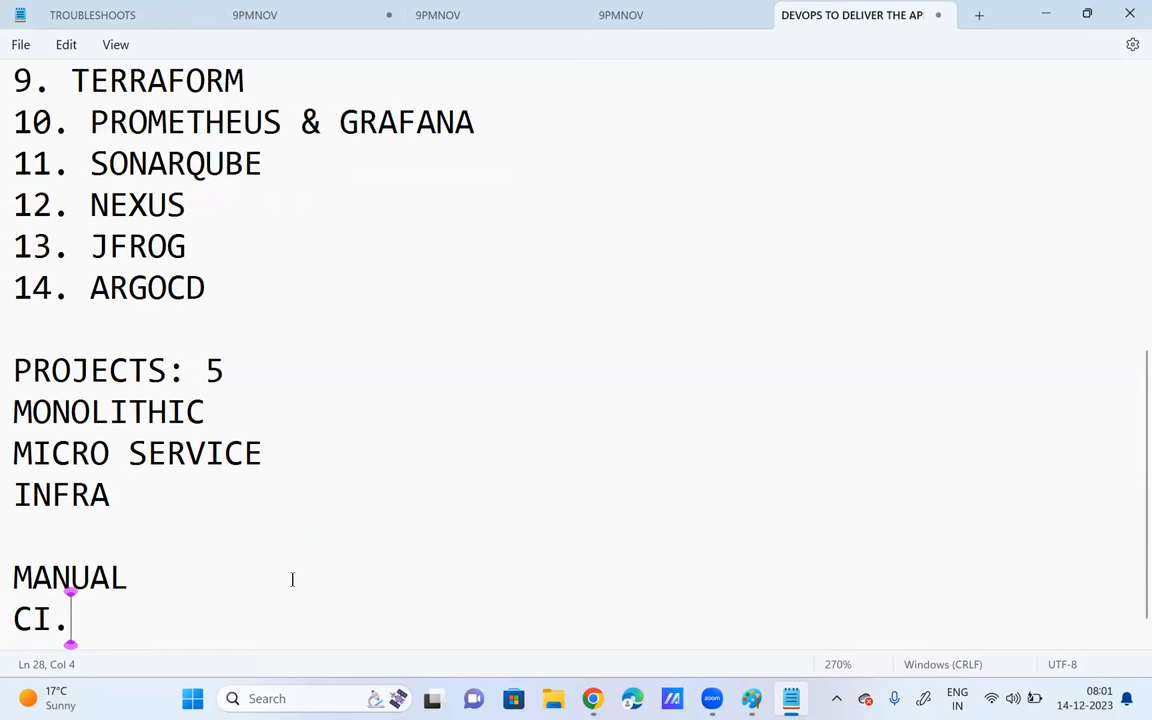 TROUBLESHOOTS 9PMNOV 9PMNOV 9PMNOV DEVOPS TO DELIVER THE AP
File Edit View
9. TERRAFORM
10. PROMETHEUS & GRAFANA
11. SONARQUBE
12. NEXUS
13. JFROG
14. ARGOCD
PROJECTS: 5
MONOLITHIC
MICRO SERVICE
INFRA
MANUAL
CI.
Ln 28, Col 4 270% Windows (CRLF) UTF-8
17°C
Sunny
Search
zoom
ENG
IN
08:01
14-12-2023